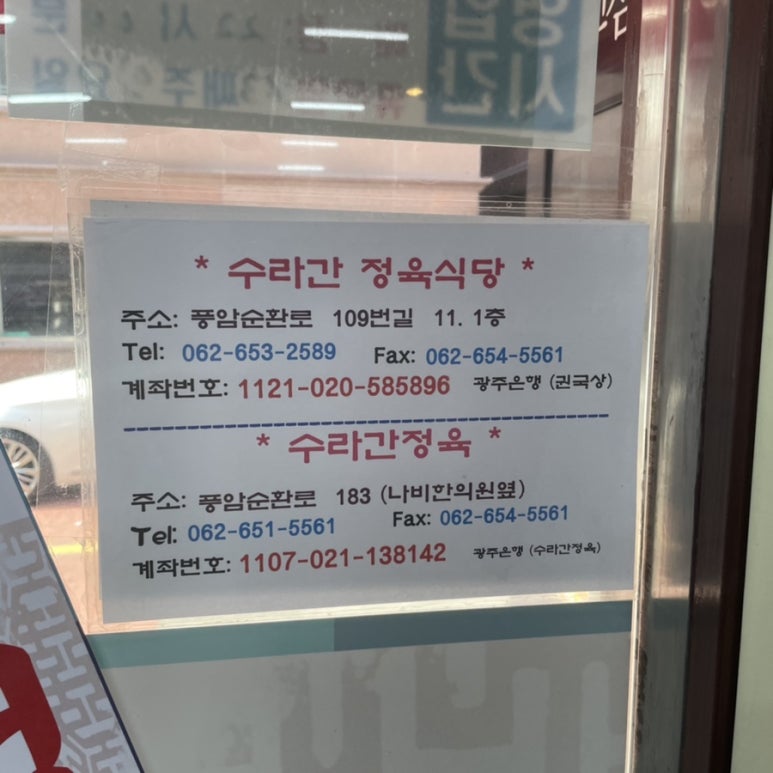 영업
시간
* 수라간 정육식당 *
주소: 풍암순환로 109번길 11. 1층
Tel: 062-653-2589 Fax: 062-654-5561
계좌번호: 1121-020-585896 광주은행 (권국상)
* 수라간정육 *
주소: 풍암순환로 183 (나비한의원옆)
Tel: 062-651-5561 Fax: 062-654-5561
계좌번호: 1107-021-138142 광주은행 (수라간정육)